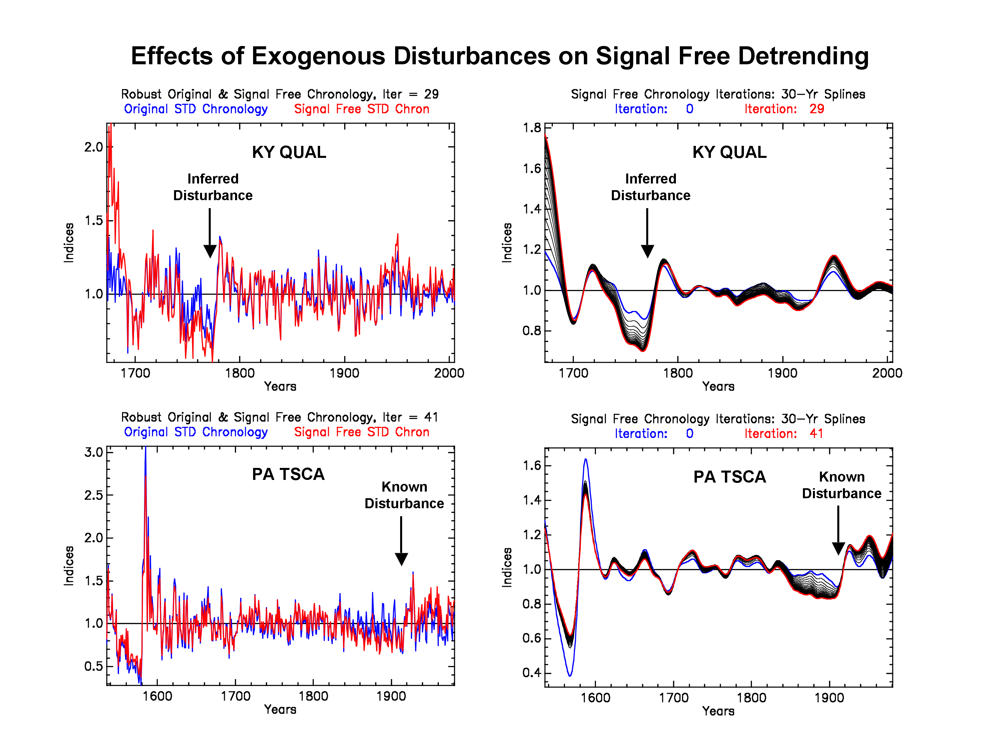 Effects of Exogenous Disturbances on Signal Free Detrending
Robust Original & Signal Free Chronology, Iter = 29
Original STD Chronology Signal Free STD Chron
KY QUAL
Inferred
Disturbance
2.0
1.5
1.0
Indices
1700 1800 1900 2000
Years
Signal Free Chronology Iterations: 30-Yr Splines
Iteration: 0 Iteration: 29
KY QUAL
Inferred
Disturbance
1.8
1.6
1.4
1.2
1.0
0.8
Indices
1700 1800 1900 2000
Years
Robust Original & Signal Free Chronology, Iter = 41
Original STD Chronology Signal Free STD Chron
PA TSCA
Known
Disturbance
3.0
2.5
2.0
1.5
1.0
0.5
Indices
1600 1700 1800 1900
Years
Signal Free Chronology Iterations: 30-Yr Splines
Iteration: 0 Iteration: 41
PA TSCA
Known
Disturbance
1.6
1.4
1.2
1.0
0.8
0.6
0.4
Indices
1600 1700 1800 1900
Years